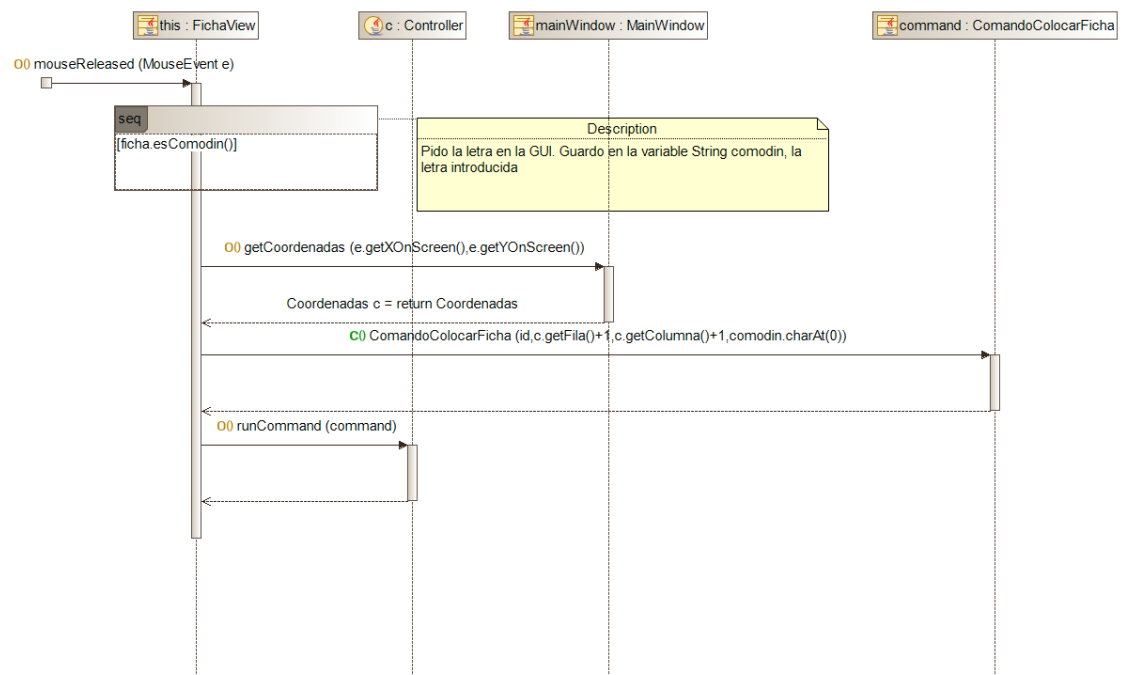 this : FichaView
c : Controller
mainWindow : MainWindow
command : ComandoColocarFicha
O() mouseReleased (MouseEvent e)
seq
[ficha.esComodin()]
Description
Pido la letra en la GUI. Guardo en la variable String comodin, la
letra introducida
O() getCoordenadas (e.getXOnScreen(),e.getYOnScreen())
Coordenadas c = return Coordenadas
C() ComandoColocarFicha (id,c.getFila()+1,c.getColumna()+1,comodin.charAt(0))
O() runCommand (command)